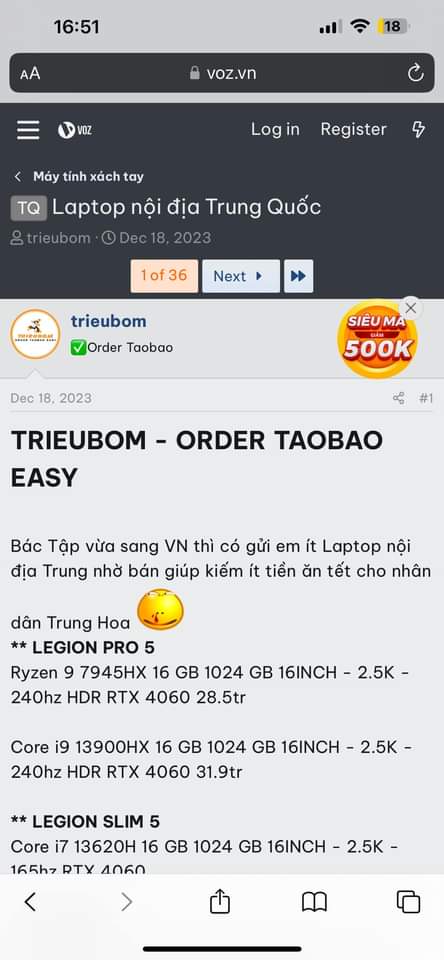 16:51
18
AA
voz.vn
VOZ
Log in
Register
Máy tính xách tay
TQ Laptop nội địa Trung Quốc
trieubom · Dec 18, 2023
1 of 36
Next
trieubom
✅Order Taobao
SIÊU MÃ
GIẢM
500K
Dec 18, 2023
#1
TRIEUBOM - ORDER TAOBAO
EASY
Bác Tập vừa sang VN thì có gửi em ít Laptop nội
địa Trung nhờ bán giúp kiếm ít tiền ăn tết cho nhân
dân Trung Hoa
** LEGION PRO 5
Ryzen 9 7945HX 16 GB 1024 GB 16INCH - 2.5K -
240hz HDR RTX 4060 28.5tr
Core i9 13900HX 16 GB 1024 GB 16INCH - 2.5K -
240hz HDR RTX 4060 31.9tr
** LEGION SLIM 5
Core i7 13620H 16 GB 1024 GB 16INCH - 2.5K -
165hz RTX 4060